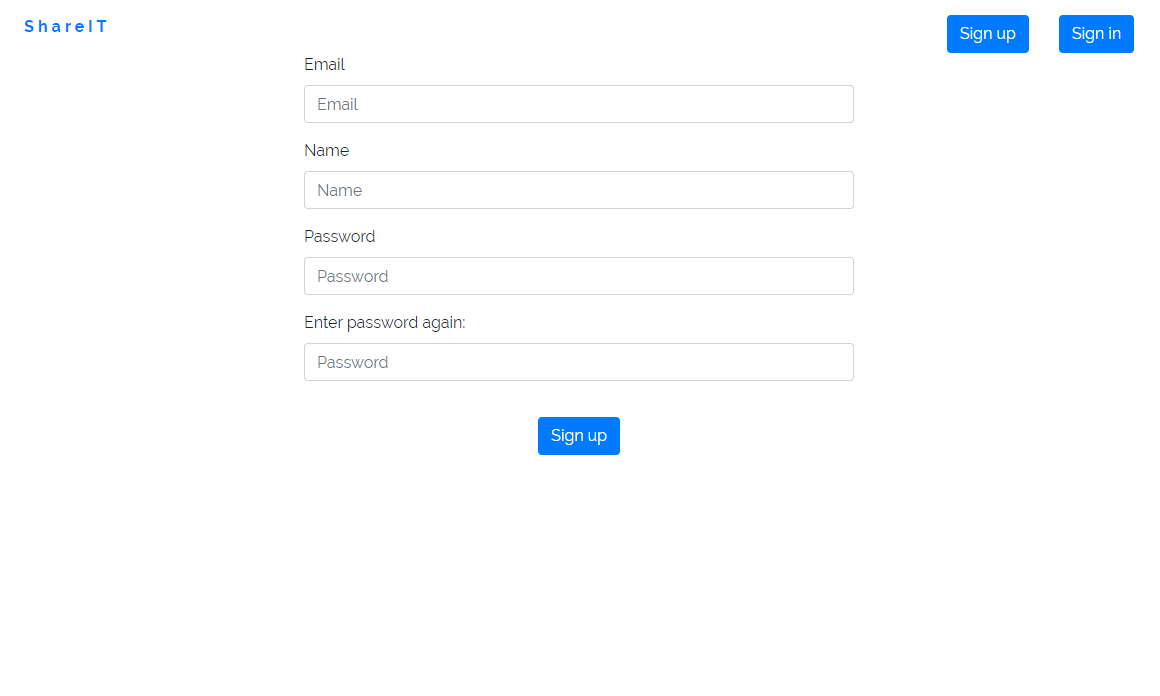 ShareIT
Sign up
Sign in
Email
Email
Name
Name
Password
Password
Enter password again:
Password
Sign up